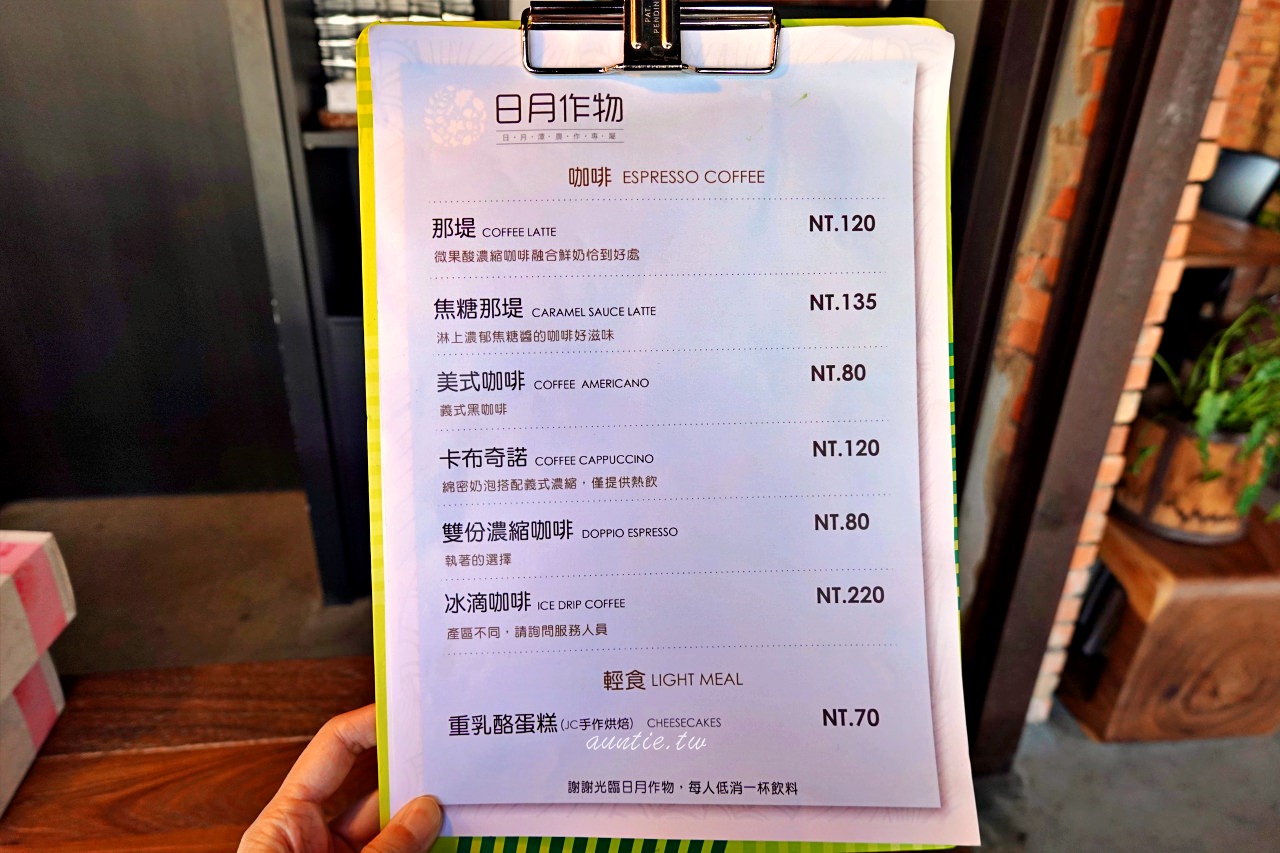 PAT. PENDING
日月作物
日·月·潭·農·作·專·屬
咖啡 ESPRESSO COFFEE
那堤 COFFEE LATTE NT.120
微果酸濃縮咖啡融合鮮奶恰到好處
焦糖那堤 CARAMEL SAUCE LATTE NT.135
淋上濃郁焦糖醬的咖啡好滋味
美式咖啡 COFFEE AMERICANO NT.80
義式黑咖啡
卡布奇諾 COFFEE CAPPUCCINO NT.120
綿密奶泡搭配義式濃縮，僅提供熱飲
雙份濃縮咖啡 DOPPIO ESPRESSO NT.80
執著的選擇
冰滴咖啡 ICE DRIP COFFEE NT.220
產區不同，請詢問服務人員
輕食 LIGHT MEAL
重乳酪蛋糕(JC手作烘焙) CHEESECAKES NT.70
auntie.tw
謝謝光臨日月作物，每人低消一杯飲料